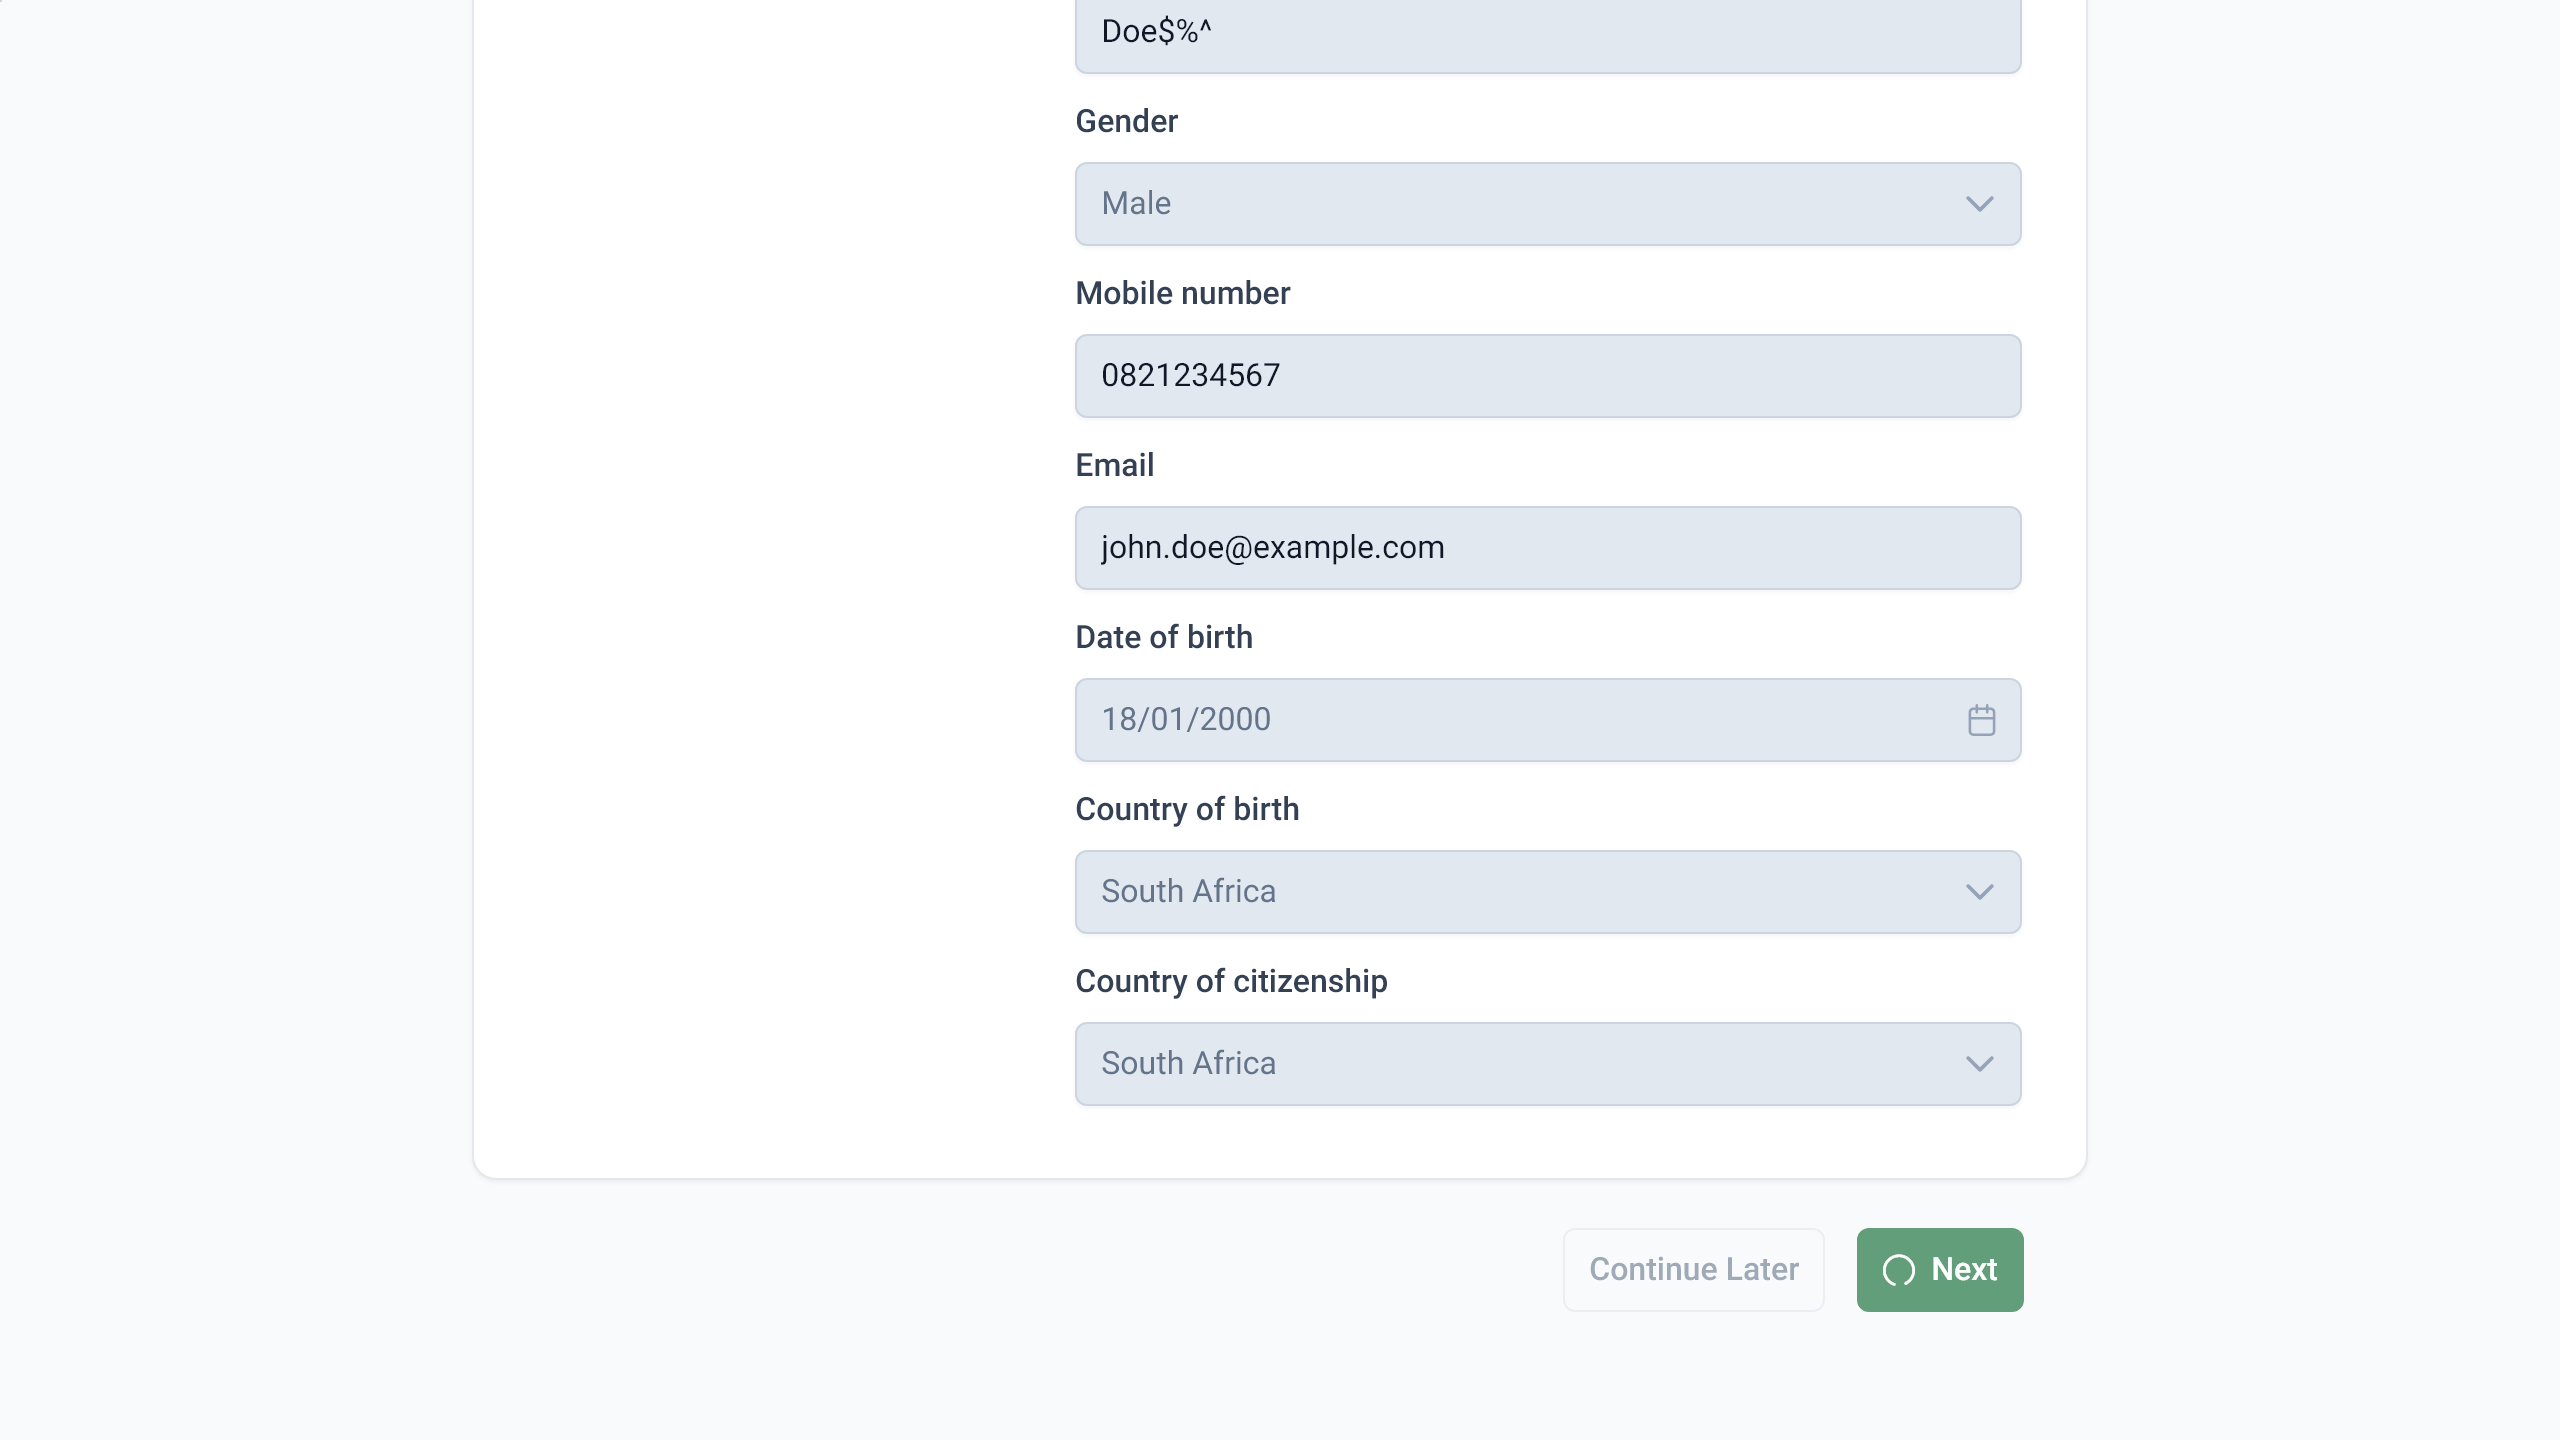 Doe$%^
Gender
Male
Mobile number
0821234567
Email
john.doe@example.com
Date of birth
18/01/2000
Country of birth
South Africa
Country of citizenship
South Africa
Continue Later
Next